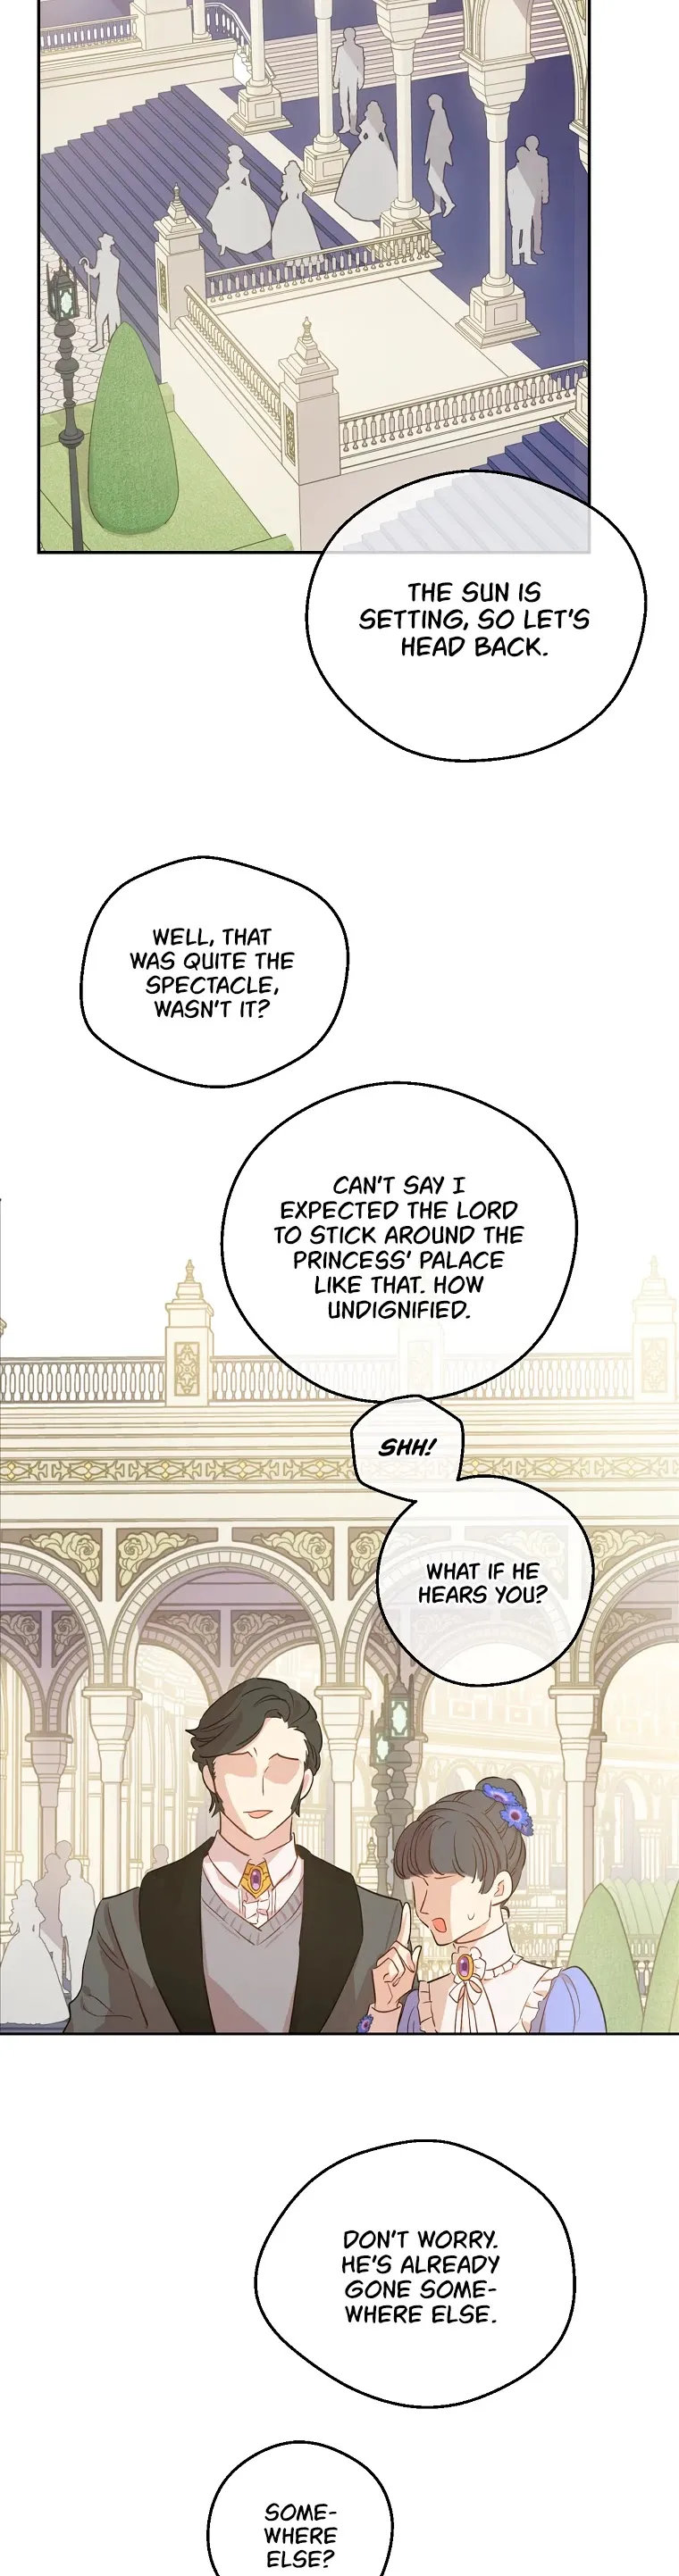 THE SUN IS
SETTING, SO LET'S
HEAD BACK.
WELL, THAT
WAS QUITE THE
SPECTACLE,
WASN'T IT?
CAN'T SAY I
EXPECTED THE LORD
TO STICK AROUND THE
PRINCESS' PALACE
LIKE THAT. HOW
UNDIGNIFIED.
SHH!
WHAT IF HE
HEARS YOU?
DON'T WORRY.
HE'S ALREADY
GONE SOME-
WHERE ELSE.
SOME-
WHERE
ELSE?